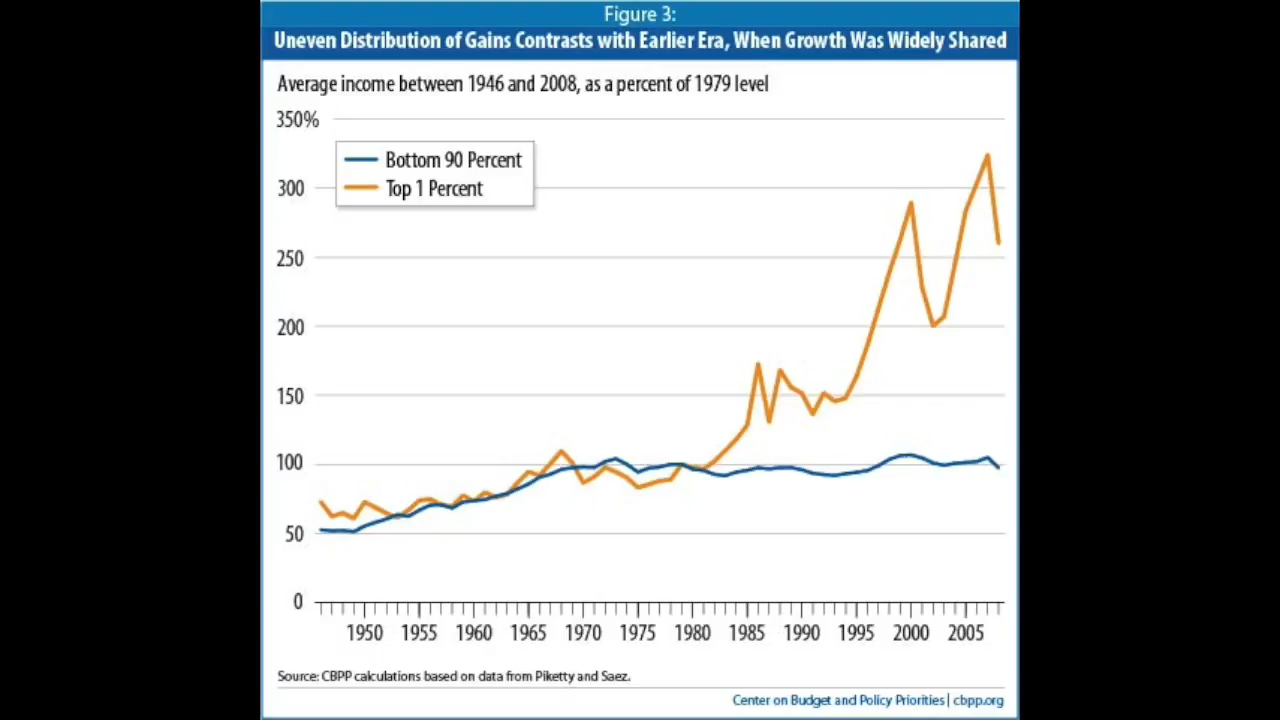 Figure 3:
Uneven Distribution of Gains Contrasts with Earlier Era, When Growth Was Widely Shared
Average income between 1946 and 2008, as a percent of 1979 level
350%
Bottom 90 Percent
Top 1 Percent
300
250
200
150
100
50
0
1950 1955 1960 1965 1970 1975 1980 1985 1990 1995 2000 2005
Source: CBPP calculations based on data from Piketty and Saez.
Center on Budget and Policy Priorities | cbpp.org